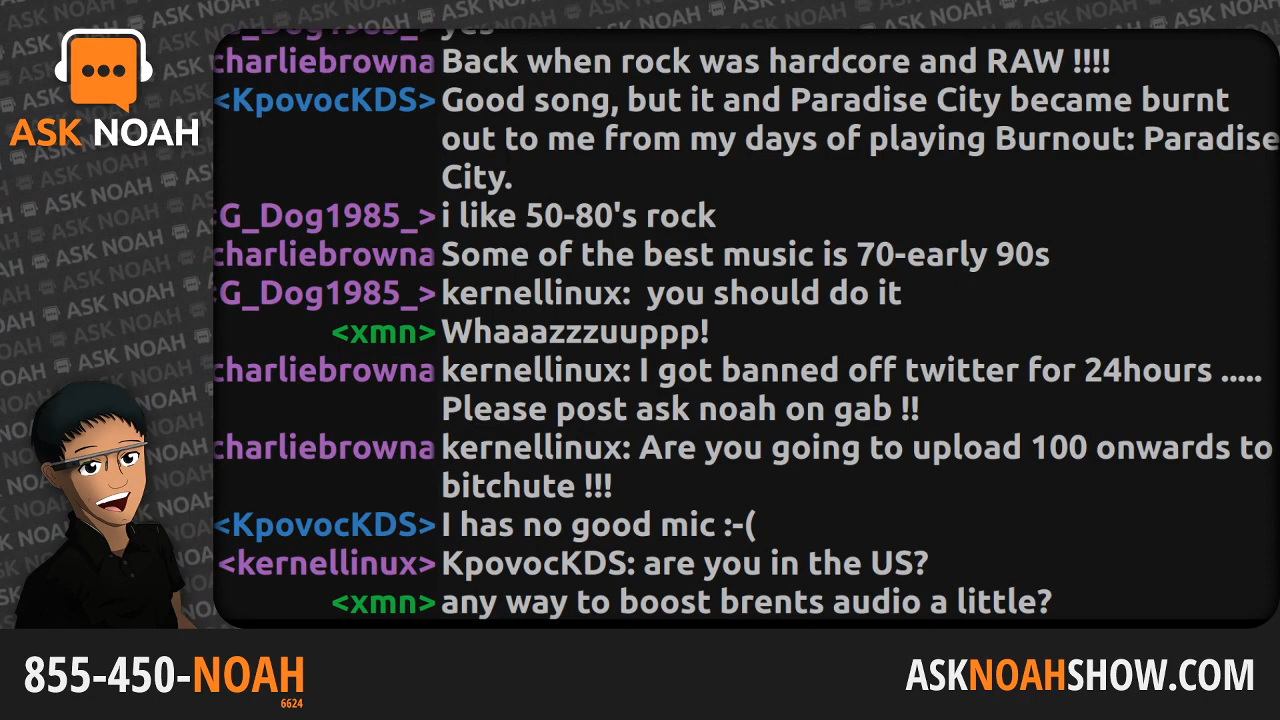 ASK NOAH
yes
charliebrowna Back when rock was hardcore and RAW !!!!
<KpovocKDS> Good song, but it and Paradise City became burnt
out to me from my days of playing Burnout: Paradise
City.
G_Dog1985_> i like 50-80's rock
charliebrowna Some of the best music is 70-early 90s
G_Dog1985_> kernellinux:  you should do it
<xmn> Whaaazzzuuppp!
charliebrowna kernellinux: I got banned off twitter for 24hours .....
Please post ask noah on gab !!
charliebrowna kernellinux: Are you going to upload 100 onwards to
bitchute !!!
<KpovocKDS> I has no good mic :-(
<kernellinux> KpovocKDS: are you in the US?
<xmn> any way to boost brents audio a little?
855-450-NOAH
6624
ASKNOAHSHOW.COM